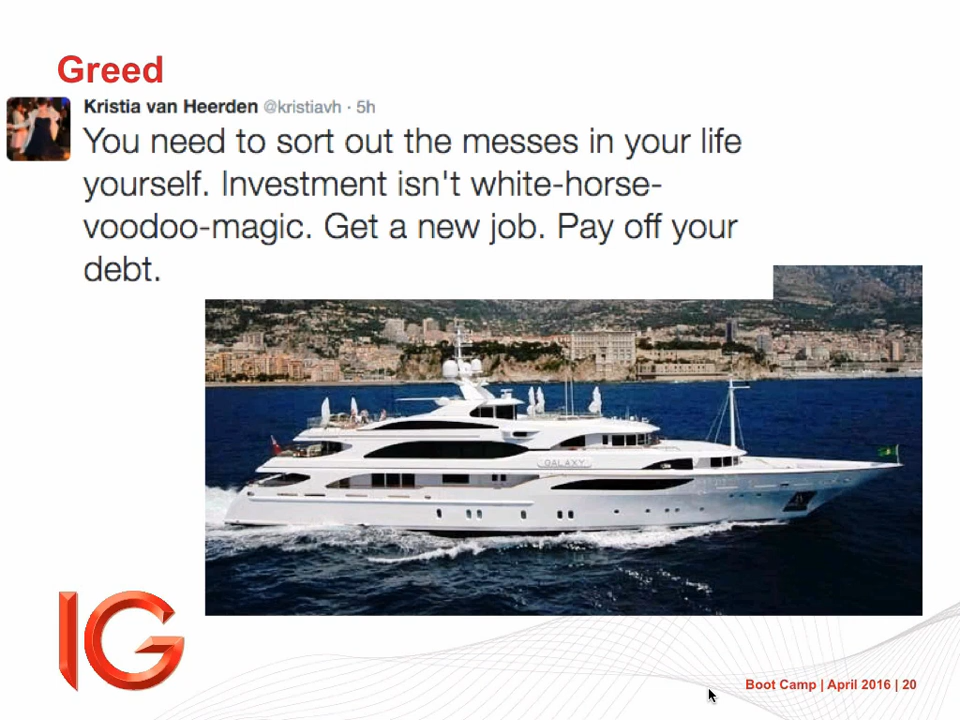 Greed
Kristia van Heerden @kristiavh · 5h
You need to sort out the messes in your life
yourself. Investment isn't white-horse-
voodoo-magic. Get a new job. Pay off your
debt.
GALAXY
IG
Boot Camp | April 2016 | 20